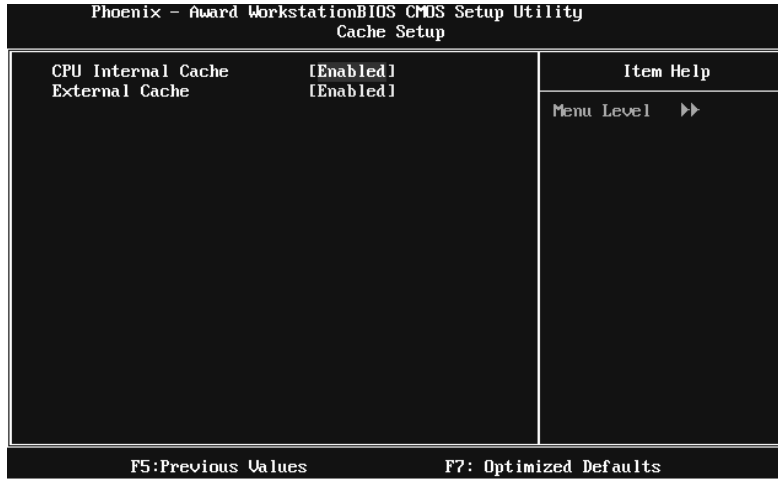 Phoenix - Award WorkstationBIOS CMOS Setup Utility
Cache Setup
CPU Internal Cache [Enabled]
External Cache [Enabled]
Item Help
Menu Level ▶▶
F5:Previous Values F7: Optimized Defaults